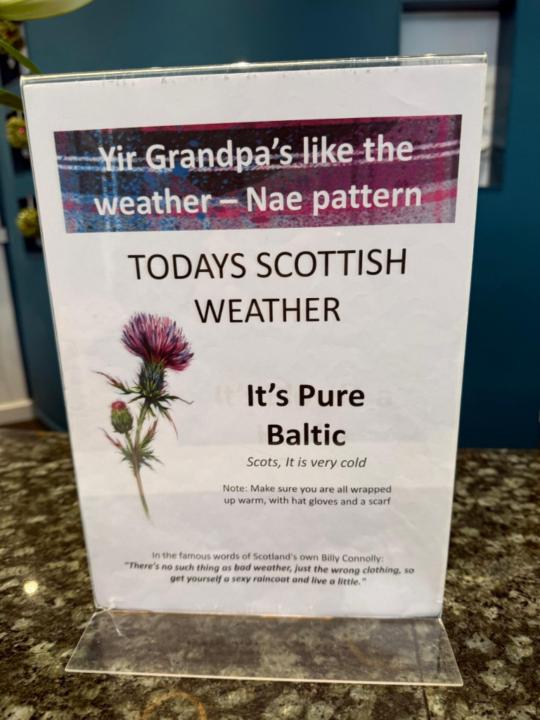 Yir Grandpa's like the
weather – Nae pattern
TODAYS SCOTTISH
WEATHER
It's Pure
Baltic
Scots, It is very cold
Note: Make sure you are all wrapped
up warm, with hat gloves and a scarf
In the famous words of Scotland's own Billy Connolly:
"There's no such thing as bad weather, just the wrong clothing, so
get yourself a sexy raincoat and live a little."